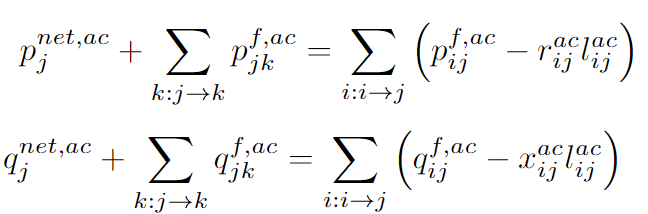 p_j^{net,ac} + \sum_{k:j \to k} p_{jk}^{f,ac} = \sum_{i:i \to j} \left( p_{ij}^{f,ac} - r_{ij}^{ac} l_{ij}^{ac} \right)
q_j^{net,ac} + \sum_{k:j \to k} q_{jk}^{f,ac} = \sum_{i:i \to j} \left( q_{ij}^{f,ac} - x_{ij}^{ac} l_{ij}^{ac} \right)